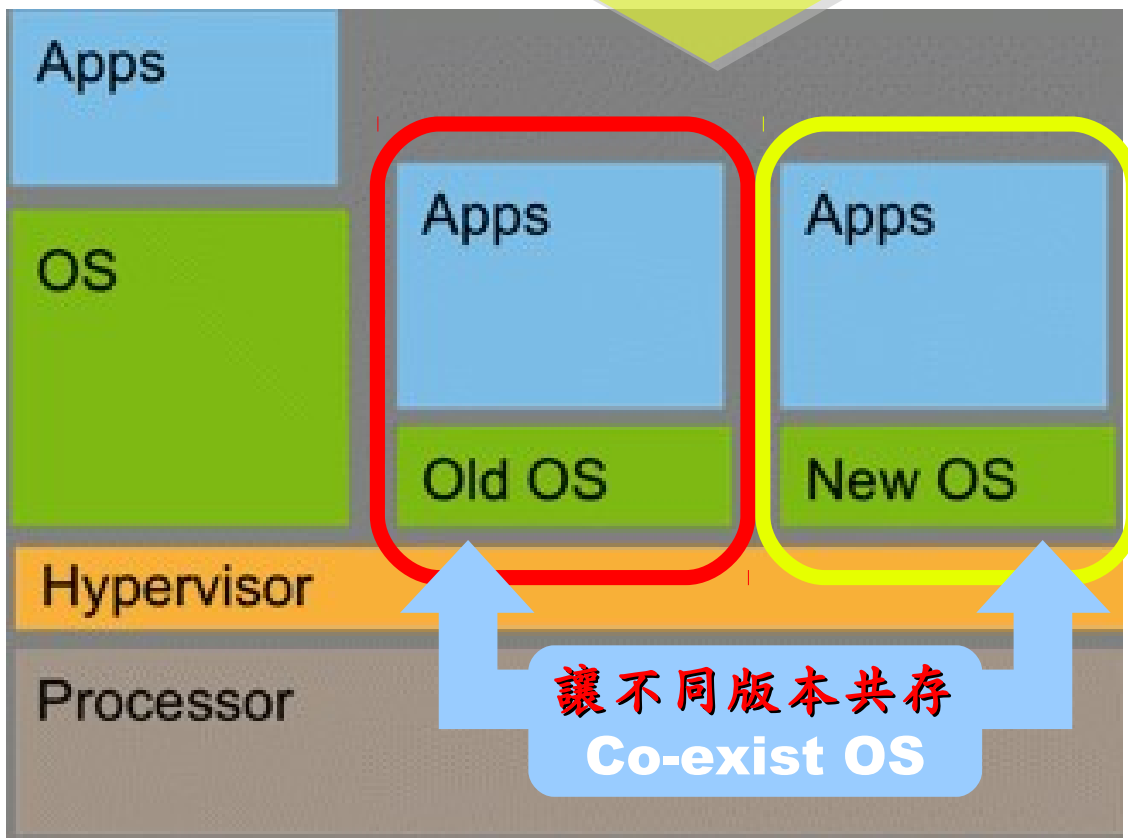 Apps
OS
Apps
Old OS
Apps
New OS
Hypervisor
Processor
讓不同版本共存
Co-exist OS